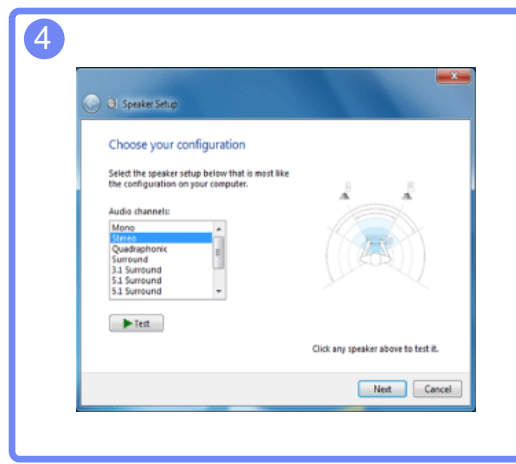 4
Speaker Setup
Choose your configuration
Select the speaker setup below that is most like
the configuration on your computer.
Audio channels:
Mono
Stereo
Quadraphonic
Surround
3.1 Surround
5.1 Surround
5.1 Surround
Test
Click any speaker above to test it.
Next
Cancel